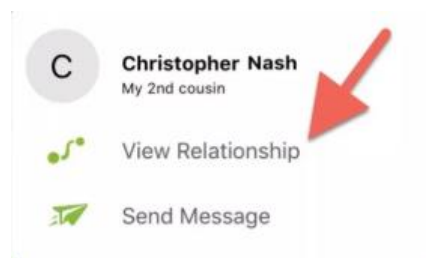 C
Christopher Nash
My 2nd cousin
View Relationship
Send Message